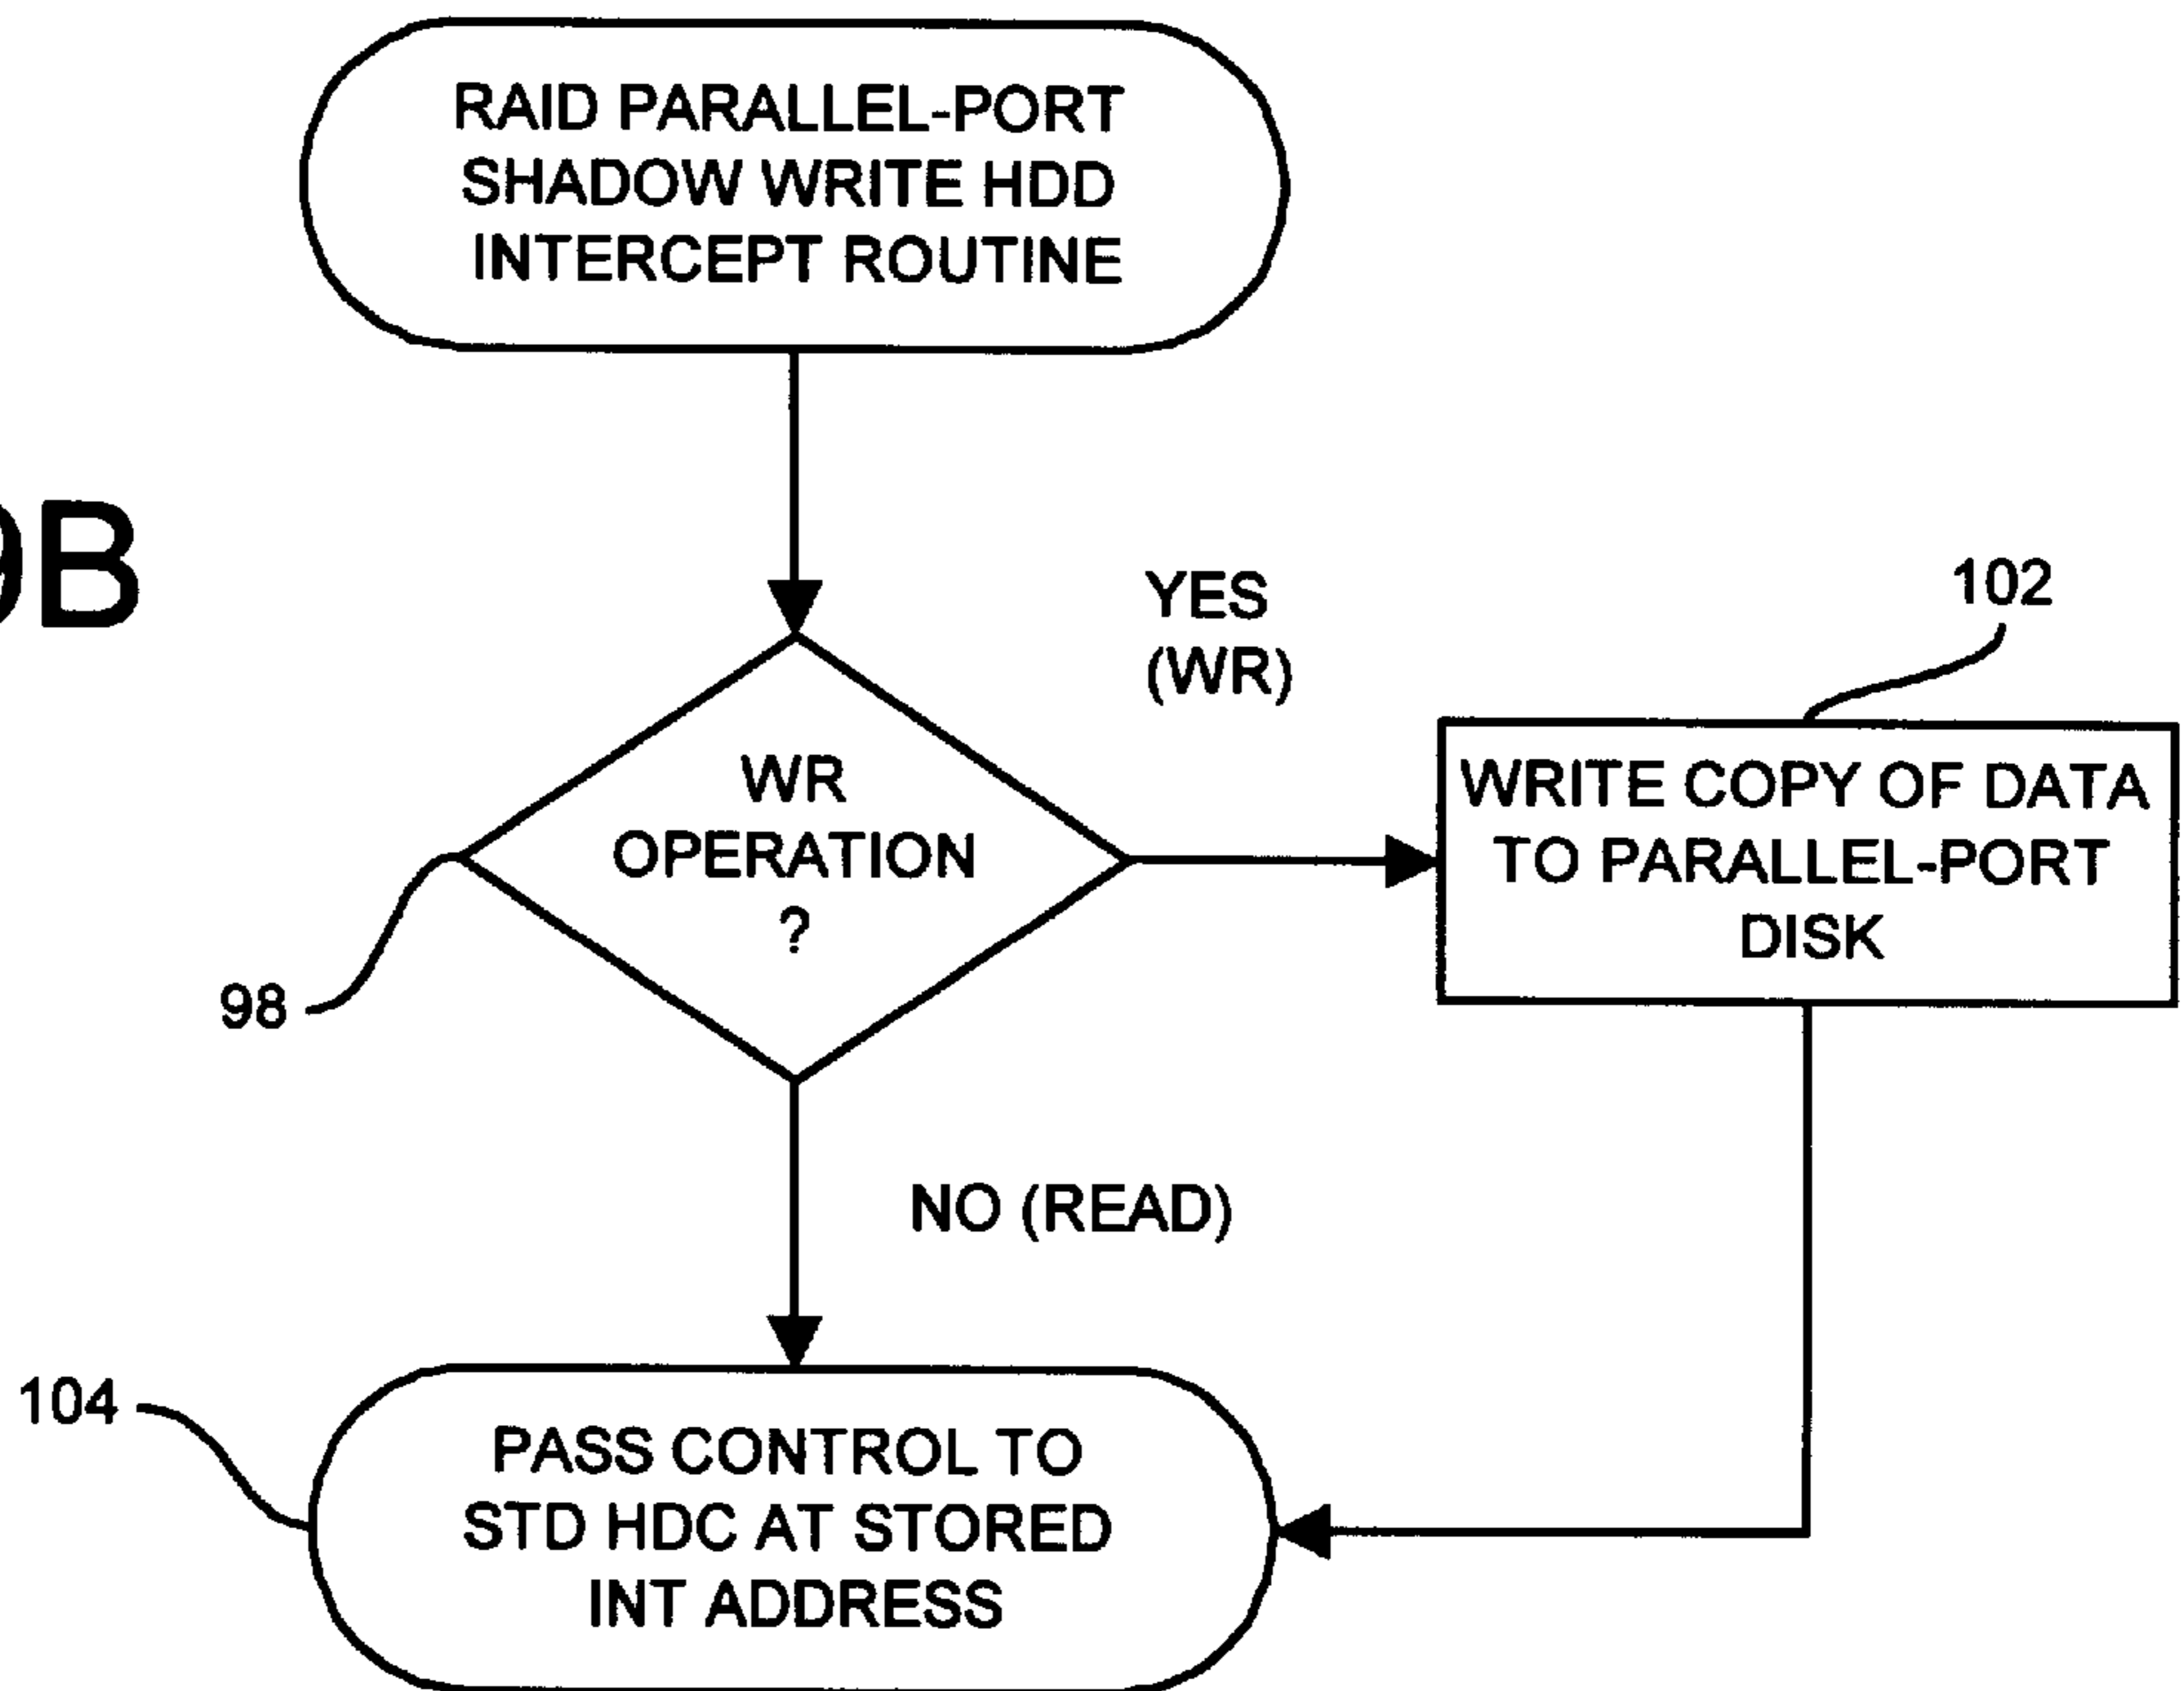 RAID PARALLEL-PORT
SHADOW WRITE HDD
INTERCEPT ROUTINE
9B
YES
(WR)
102
WR
OPERATION
?
WRITE COPY OF DATA
TO PARALLEL-PORT
DISK
98
NO (READ)
104
PASS CONTROL TO
STD HDC AT STORED
INT ADDRESS